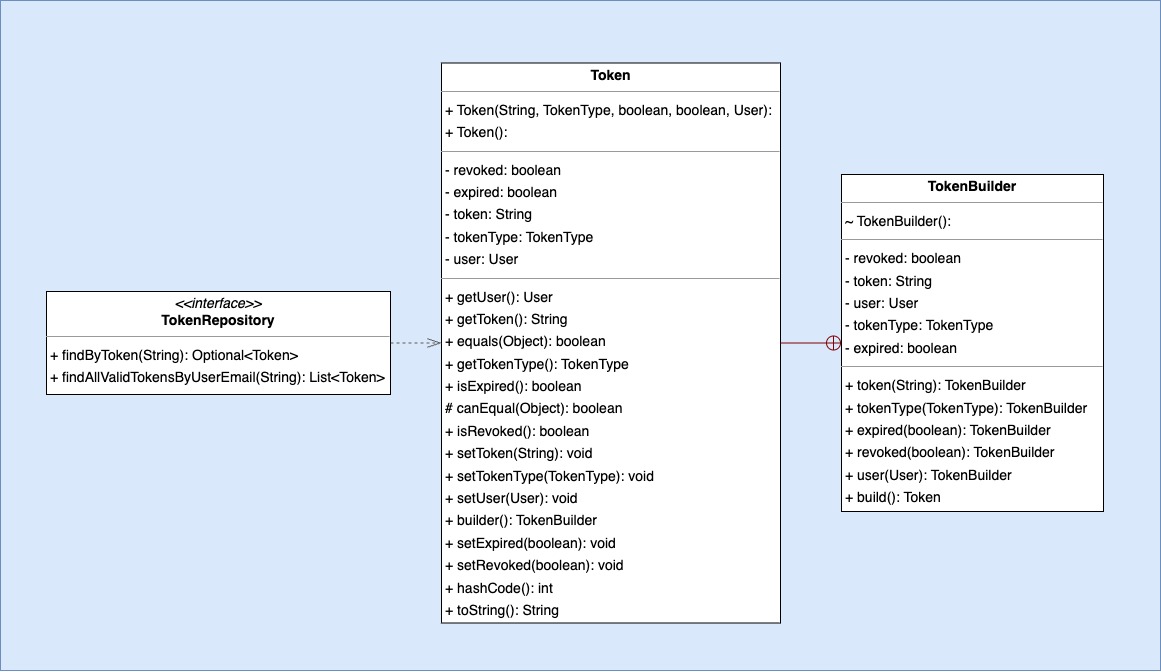 <<interface>>
TokenRepository
+ findByToken(String): Optional<Token>
+ findAllValidTokensByUserEmail(String): List<Token>
Token
+ Token(String, TokenType, boolean, boolean, User):
+ Token():
- revoked: boolean
- expired: boolean
- token: String
- tokenType: TokenType
- user: User
+ getUser(): User
+ getToken(): String
+ equals(Object): boolean
+ getTokenType(): TokenType
+ isExpired(): boolean
# canEqual(Object): boolean
+ isRevoked(): boolean
+ setToken(String): void
+ setTokenType(TokenType): void
+ setUser(User): void
+ builder(): TokenBuilder
+ setExpired(boolean): void
+ setRevoked(boolean): void
+ hashCode(): int
+ toString(): String
TokenBuilder
~ TokenBuilder():
- revoked: boolean
- token: String
- user: User
- tokenType: TokenType
- expired: boolean
+ token(String): TokenBuilder
+ tokenType(TokenType): TokenBuilder
+ expired(boolean): TokenBuilder
+ revoked(boolean): TokenBuilder
+ user(User): TokenBuilder
+ build(): Token